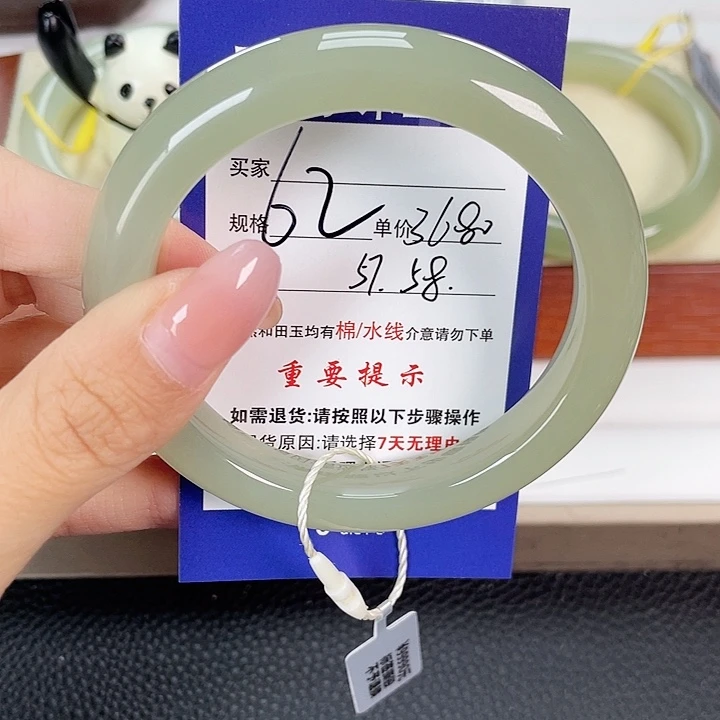 买家
规格 62 单价 3680
57. 58.
和田玉均有棉/水线介意请勿下单
重要提示
如需退货:请按照以下步骤操作
货原因:请选择7天无理由